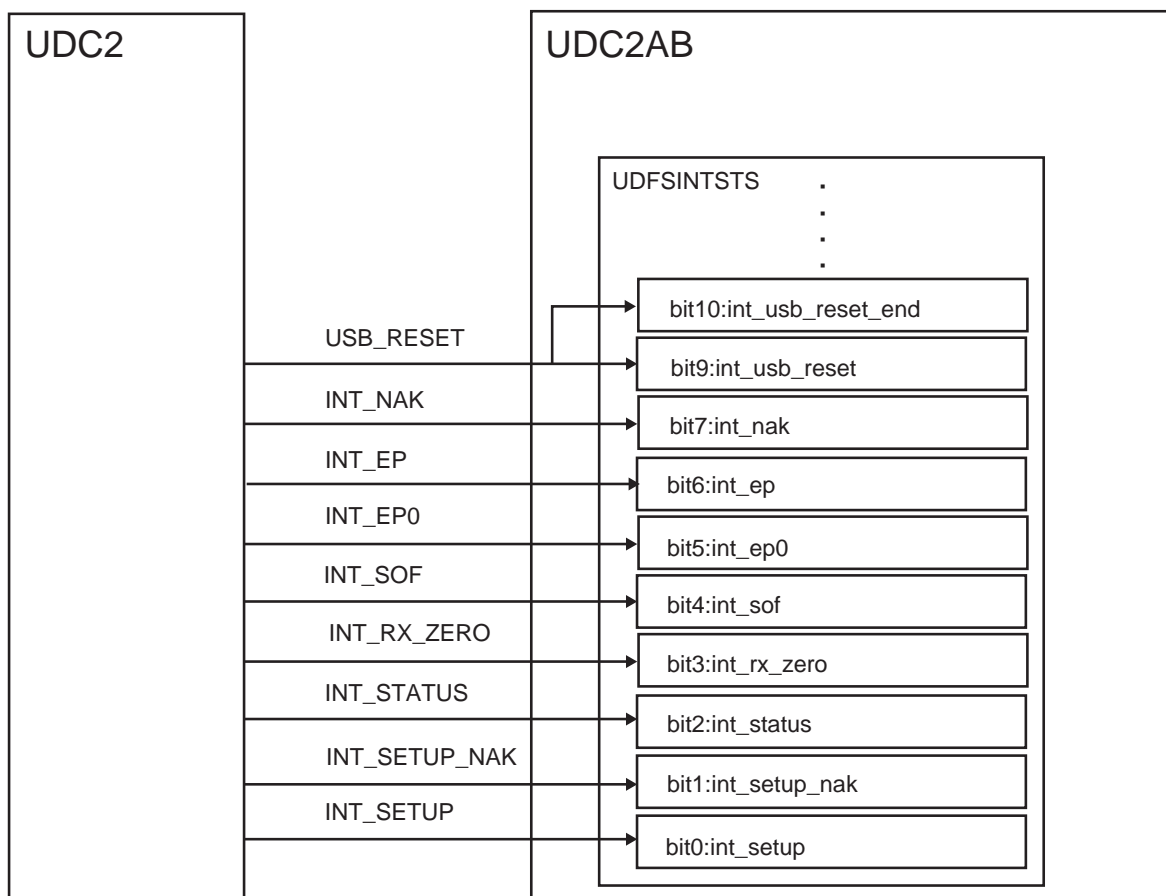 UDC2
UDC2AB
UDFSINTSTS
bit10:int_usb_reset_end
USB_RESET
bit9:int_usb_reset
INT_NAK
bit7:int_nak
INT_EP
bit6:int_ep
INT_EP0
bit5:int_ep0
INT_SOF
bit4:int_sof
INT_RX_ZERO
bit3:int_rx_zero
INT_STATUS
bit2:int_status
INT_SETUP_NAK
bit1:int_setup_nak
INT_SETUP
bit0:int_setup